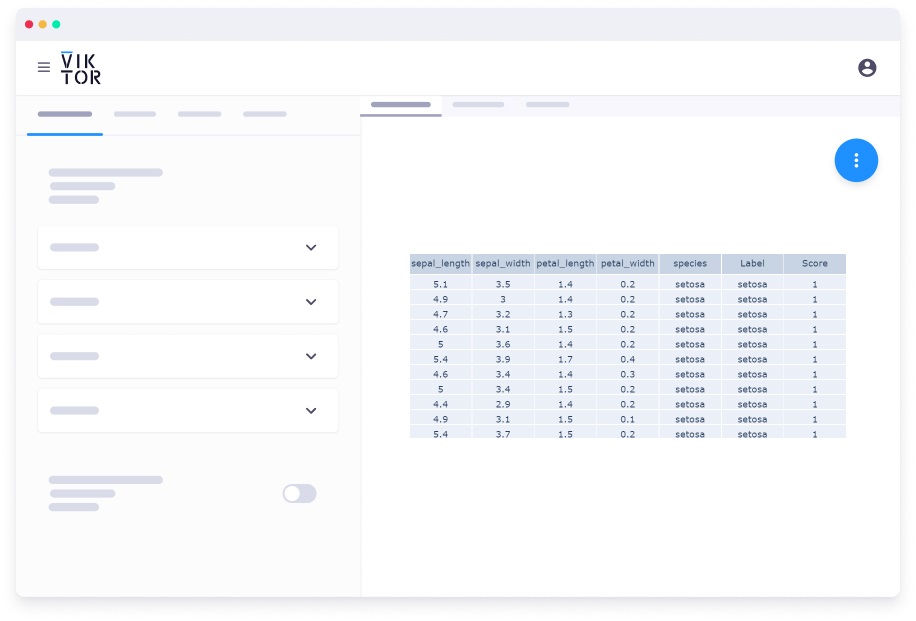 VIK
TOR
sepal_length sepal_width petal_length petal_width species Label Score
5.1 3.5 1.4 0.2 setosa setosa 1
4.9 3 1.4 0.2 setosa setosa 1
4.7 3.2 1.3 0.2 setosa setosa 1
4.6 3.1 1.5 0.2 setosa setosa 1
5 3.6 1.4 0.2 setosa setosa 1
5.4 3.9 1.7 0.4 setosa setosa 1
4.6 3.4 1.4 0.3 setosa setosa 1
5 3.4 1.5 0.2 setosa setosa 1
4.4 2.9 1.4 0.2 setosa setosa 1
4.9 3.1 1.5 0.1 setosa setosa 1
5.4 3.7 1.5 0.2 setosa setosa 1